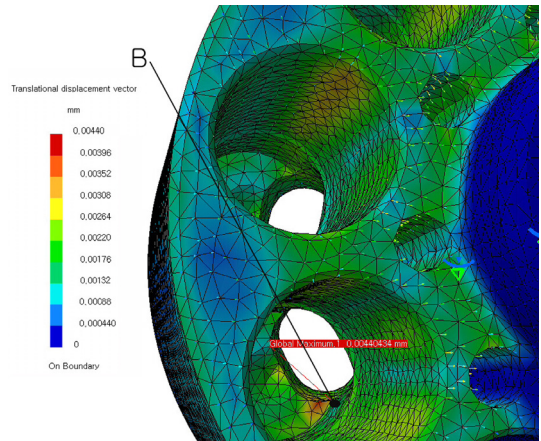 B
Translational displacement vector
mm
0,00440
0,00396
0,00352
0,00308
0,00264
0,00220
0,00176
0,00132
0,00088
0,000440
0
On Boundary
Global Maximum.1 0,00440434 mm